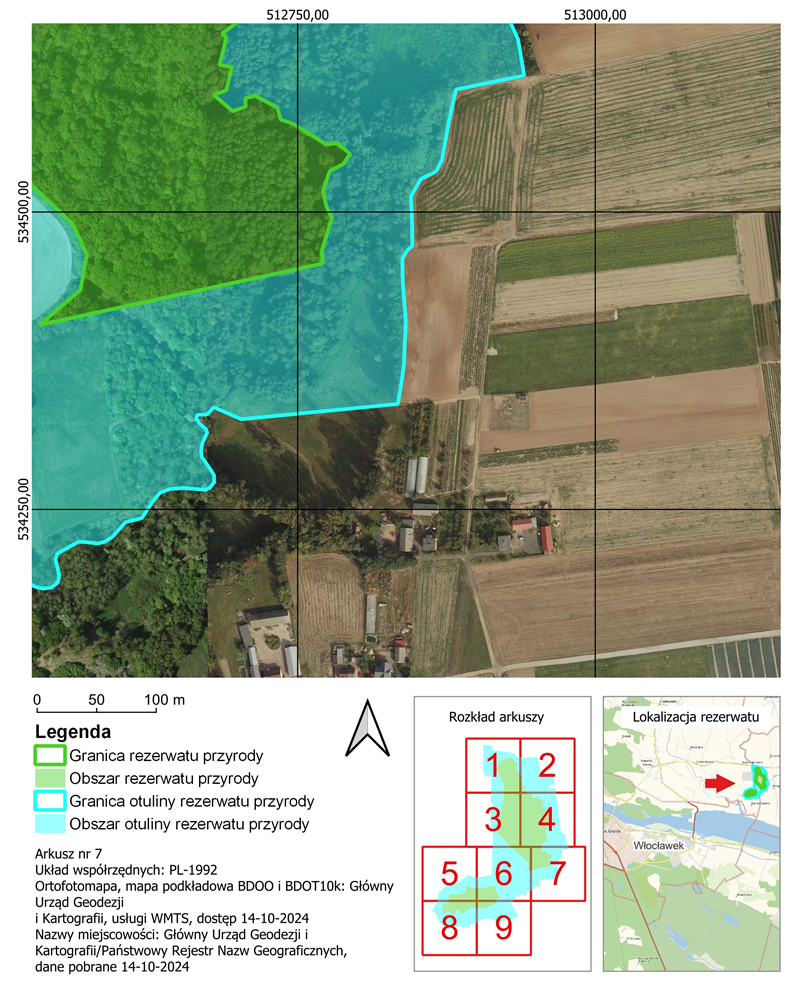 512750,00
513000,00
534500,00
534250,00
0 50 100 m
Legenda
Granica rezerwatu przyrody
Obszar rezerwatu przyrody
Granica otuliny rezerwatu przyrody
Obszar otuliny rezerwatu przyrody
Arkusz nr 7
Układ współrzędnych: PL-1992
Ortofotomapa, mapa podkładowa BDOO i BDOT10k: Główny
Urząd Geodezji
i Kartografii, usługi WMTS, dostęp 14-10-2024
Nazwy miejscowości: Główny Urząd Geodezji i
Kartografii/Państwowy Rejestr Nazw Geograficznych,
dane pobrane 14-10-2024
Rozkład arkuszy
1 2
3 4
5 6 7
8 9
Lokalizacja rezerwatu
Włocławek